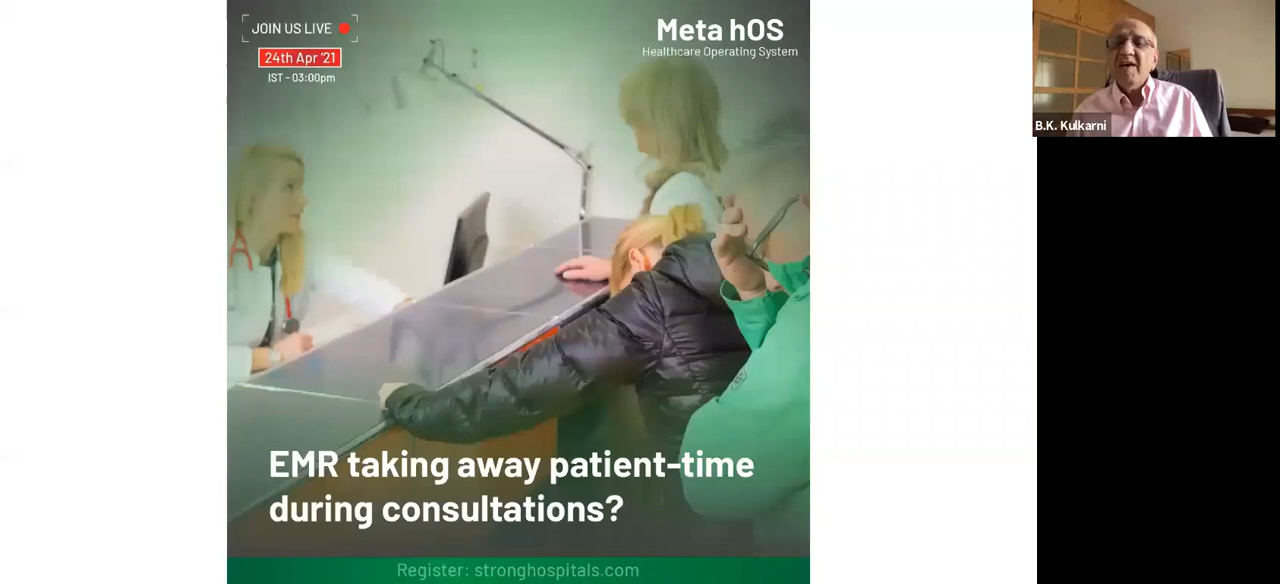 JOIN US LIVE
24th Apr '21
IST - 03:00pm
Meta hOS
Healthcare Operating System
B.K. Kulkarni
EMR taking away patient-time
during consultations?
Register: stronghospitals.com